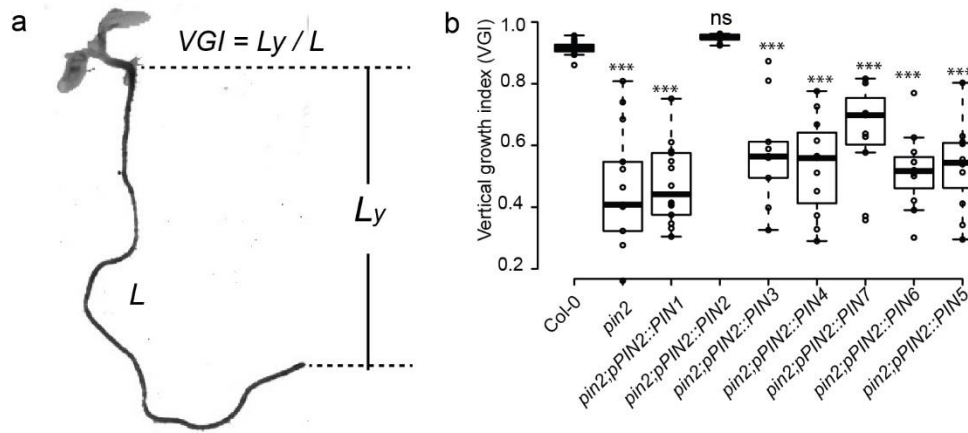 a
VGI = Ly / L
Ly
L
b
Vertical growth index (VGI)
1.0
0.8
0.6
0.4
0.2
***
***
ns
***
***
***
***
***
Col-0
pin2
pin2;pPIN2::PIN1
pin2;pPIN2::PIN2
pin2;pPIN2::PIN3
pin2;pPIN2::PIN4
pin2;pPIN2::PIN7
pin2;pPIN2::PIN6
pin2;pPIN2::PIN5